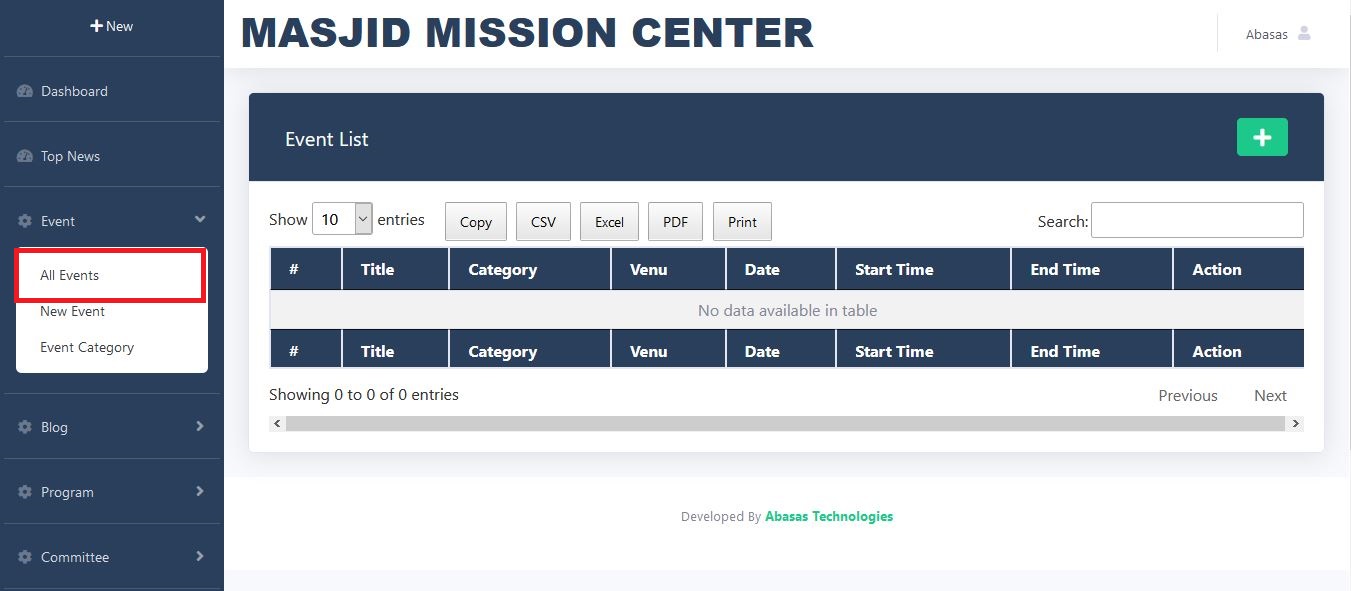 New
MASJID MISSION CENTER
Abasas
Dashboard
Top News
Event
All Events
New Event
Event Category
Blog
Program
Committee
Event List
Show 10 entries Copy CSV Excel PDF Print Search:
# Title Category Venu Date Start Time End Time Action
No data available in table
# Title Category Venu Date Start Time End Time Action
Showing 0 to 0 of 0 entries Previous Next
Developed By Abasas Technologies